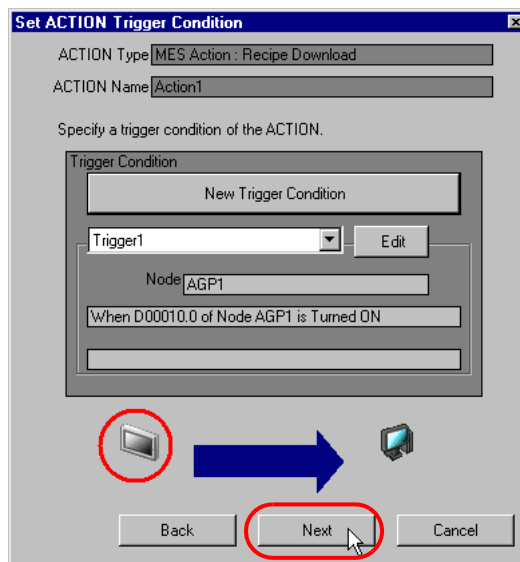 Set ACTION Trigger Condition
ACTION Type MES Action : Recipe Download
ACTION Name Action1
Specify a trigger condition of the ACTION.
Trigger Condition
New Trigger Condition
Trigger1 Edit
Node AGP1
When D00010.0 of Node AGP1 is Turned ON
Back Next Cancel